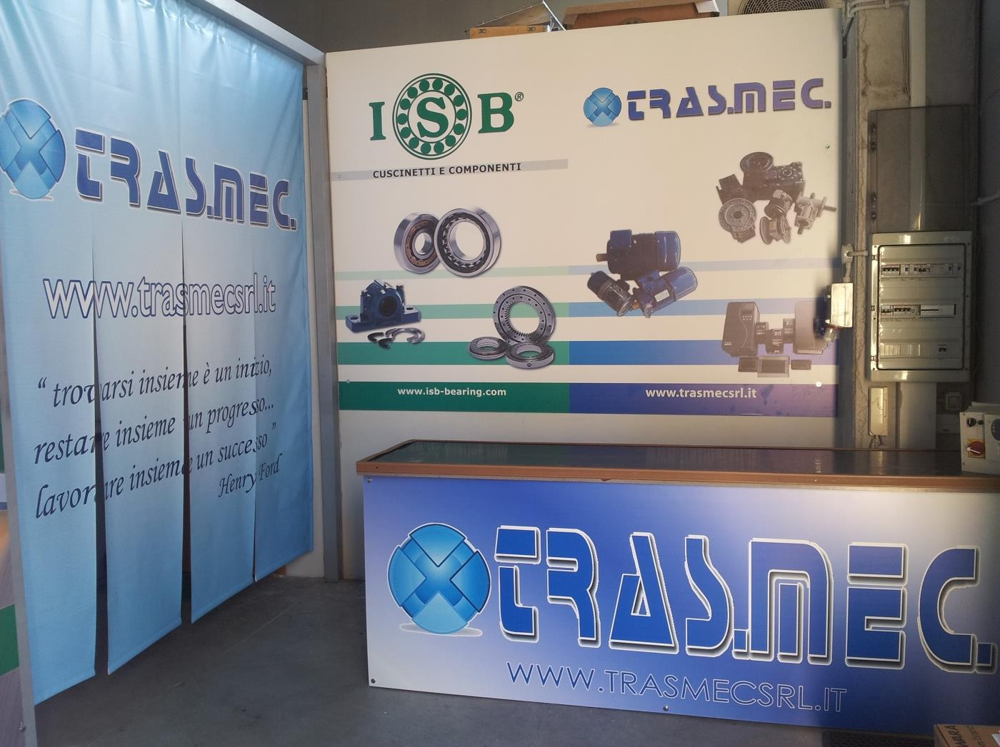 TRAS.MEC.
www.trasmecsrl.it
“ trovarsi insieme è un inizio,
restare insieme un progresso...
lavorare insieme un successo ”
Henry Ford
ISB®
CUSCINETTI E COMPONENTI
www.isb-bearing.com
TRAS.MEC.
www.trasmecsrl.it
TRAS.MEC.
WWW.TRASMECSRL.IT
MARA